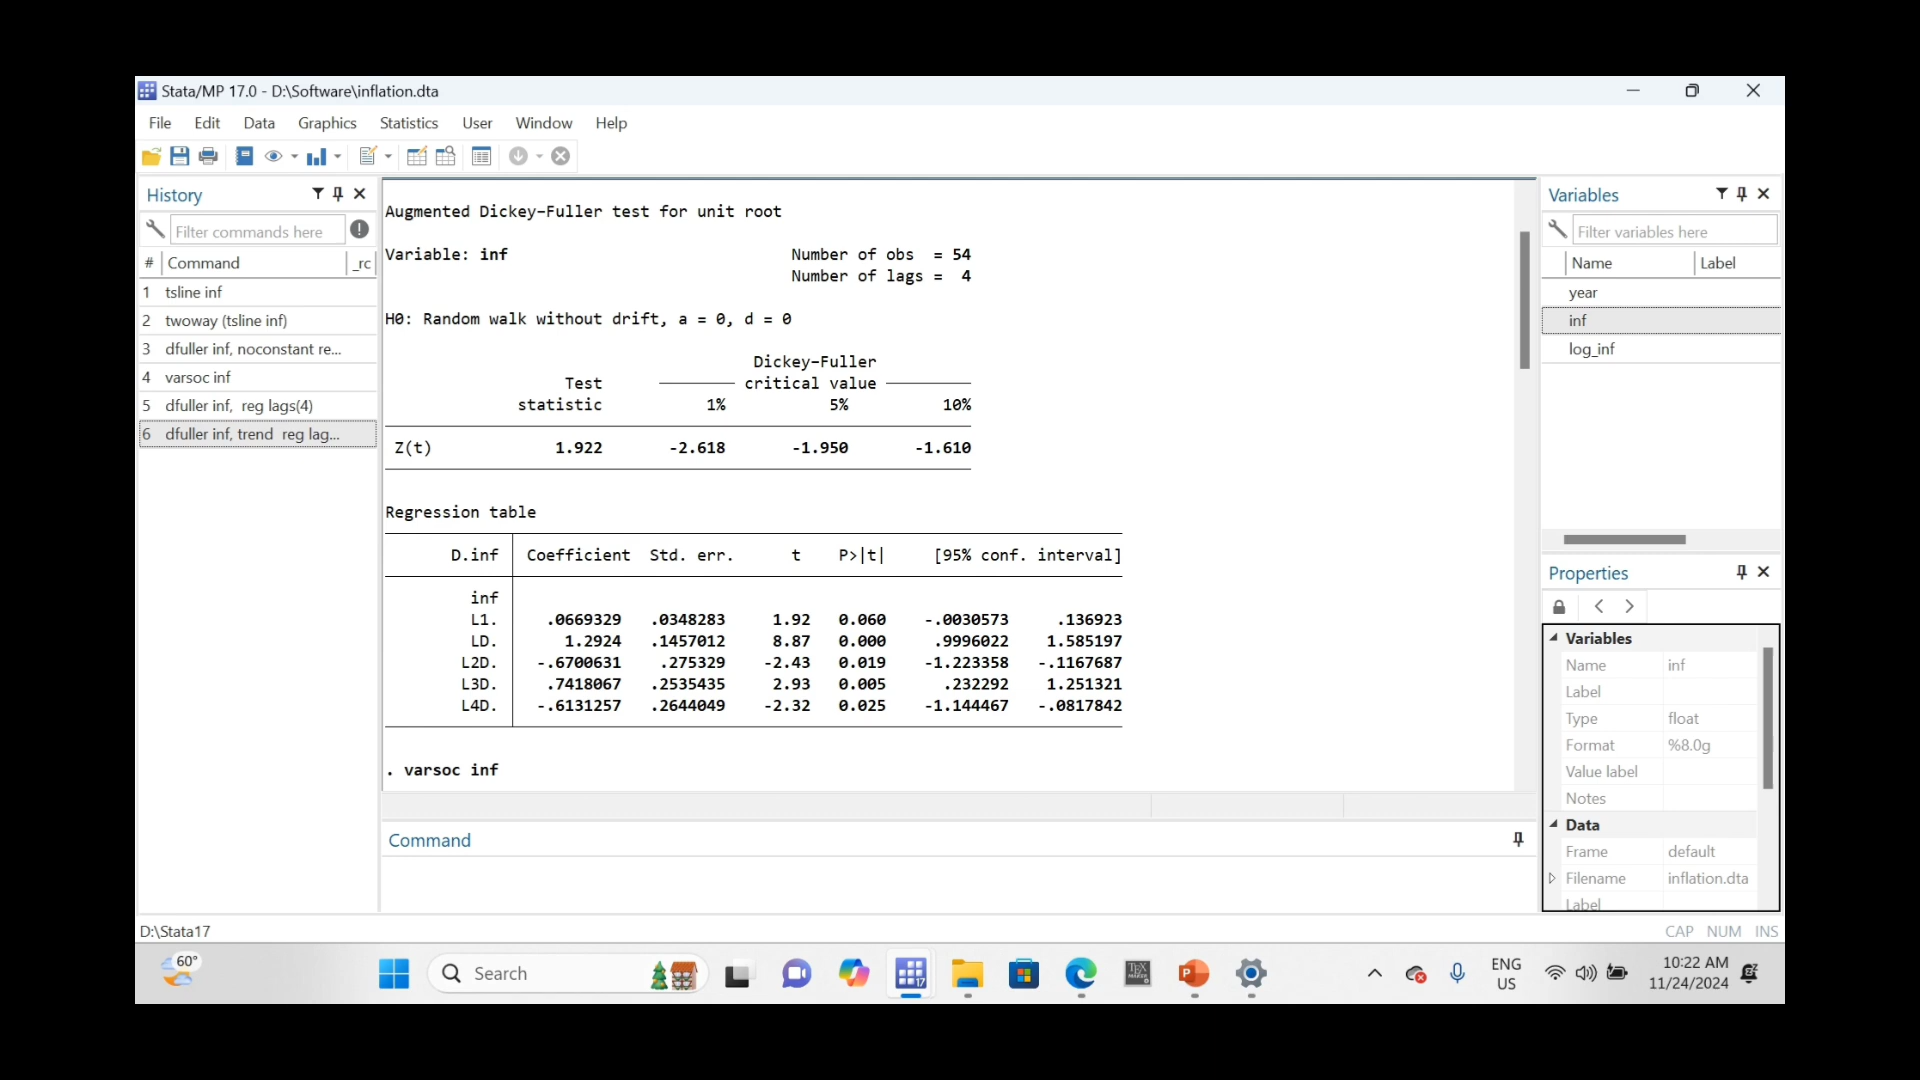 Stata/MP 17.0 - D:\Software\inflation.dta
File Edit Data Graphics Statistics User Window Help
History
Filter commands here
# Command _rc
1 tsline inf
2 twoway (tsline inf)
3 dfuller inf, noconstant re...
4 varsoc inf
5 dfuller inf, reg lags(4)
6 dfuller inf, trend reg lag...
Augmented Dickey–Fuller test for unit root
Variable: inf Number of obs = 54
Number of lags = 4
H0: Random walk without drift, a = 0, d = 0
Dickey–Fuller
Test critical value
statistic 1% 5% 10%
Z(t) 1.922 -2.618 -1.950 -1.610
Regression table
D.inf Coefficient Std. err. t P>|t| [95% conf. interval]
inf
L1. .0669329 .0348283 1.92 0.060 -.0030573 .136923
LD. 1.2924 .1457012 8.87 0.000 .9996022 1.585197
L2D. -.6700631 .275329 -2.43 0.019 -1.223358 -.1167687
L3D. .7418067 .2535435 2.93 0.005 .232292 1.251321
L4D. -.6131257 .2644049 -2.32 0.025 -1.144467 -.0817842
. varsoc inf
Command
Variables
Filter variables here
Name Label
year
inf
log_inf
Properties
Variables
Name inf
Label
Type float
Format %8.0g
Value label
Notes
Data
Frame default
Filename inflation.dta
Label
D:\Stata17
CAP NUM INS
60°
Search
17
P
ENG
US
10:22 AM
11/24/2024